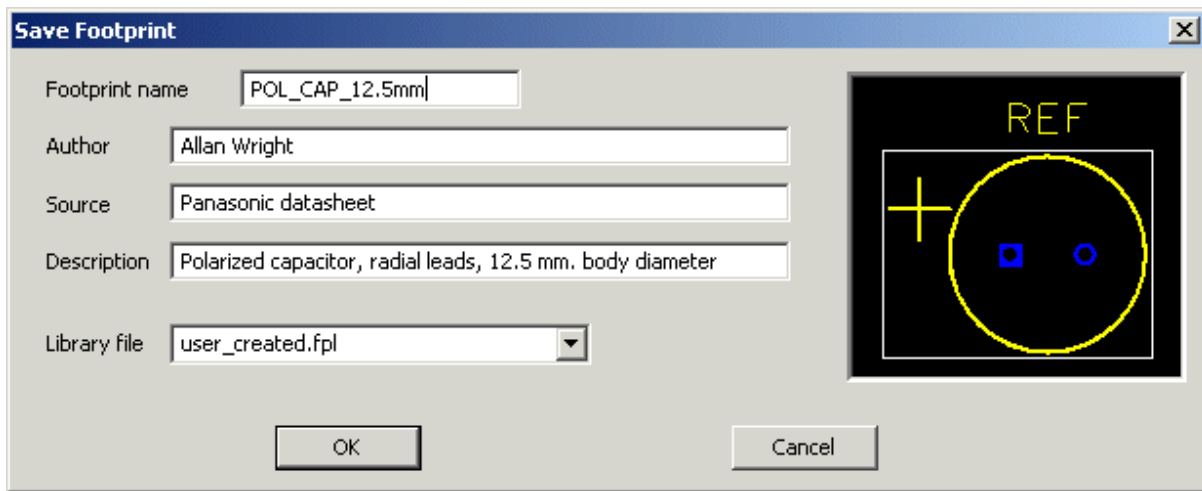 Save Footprint
Footprint name POL_CAP_12.5mm
REF
Author Allan Wright
Source Panasonic datasheet
Description Polarized capacitor, radial leads, 12.5 mm. body diameter
Library file user_created.fpl
OK Cancel